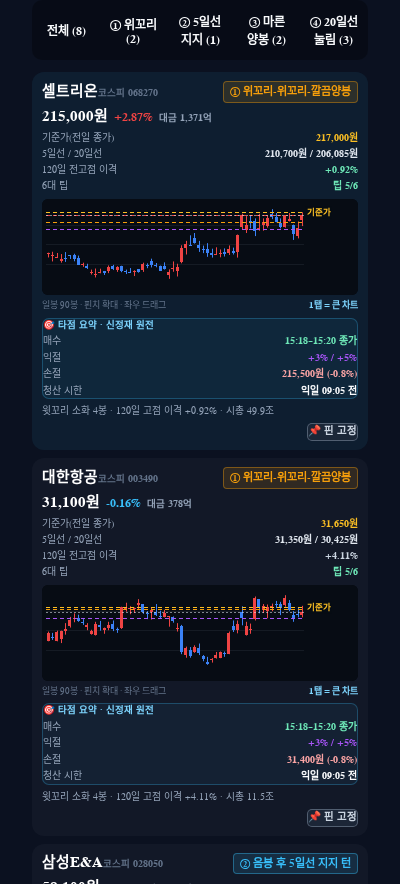 전체 (8)
① 위꼬리 (2)
② 5일선 지지 (1)
③ 마른 양봉 (2)
④ 20일선 눌림 (3)
셀트리온 코스피 068270
① 위꼬리-위꼬리-깔끔양봉
215,000원 +2.87% 대금 1,371억
기준가(전일 종가) 217,000원
5일선 / 20일선 210,700원 / 206,085원
120일 전고점 이격 +0.92%
6대 팁 팁 5/6
기준가
일봉 90봉 · 핀치 확대 · 좌우 드래그 1탭 = 큰 차트
🎯 타점 요약 · 신정재 원전
매수 15:18~15:20 종가
익절 +3% / +5%
손절 215,500원 (-0.8%)
청산 시한 익일 09:05 전
윗꼬리 소화 4봉 · 120일 고점 이격 +0.92% · 시총 49.9조
📌 핀 고정
대한항공 코스피 003490
① 위꼬리-위꼬리-깔끔양봉
31,100원 -0.16% 대금 378억
기준가(전일 종가) 31,650원
5일선 / 20일선 31,350원 / 30,425원
120일 전고점 이격 +4.11%
6대 팁 팁 5/6
기준가
일봉 90봉 · 핀치 확대 · 좌우 드래그 1탭 = 큰 차트
🎯 타점 요약 · 신정재 원전
매수 15:18~15:20 종가
익절 +3% / +5%
손절 31,400원 (-0.8%)
청산 시한 익일 09:05 전
윗꼬리 소화 4봉 · 120일 고점 이격 +4.11% · 시총 11.5조
📌 핀 고정
삼성E&A 코스피 028050
② 음봉 후 5일선 지지 턴